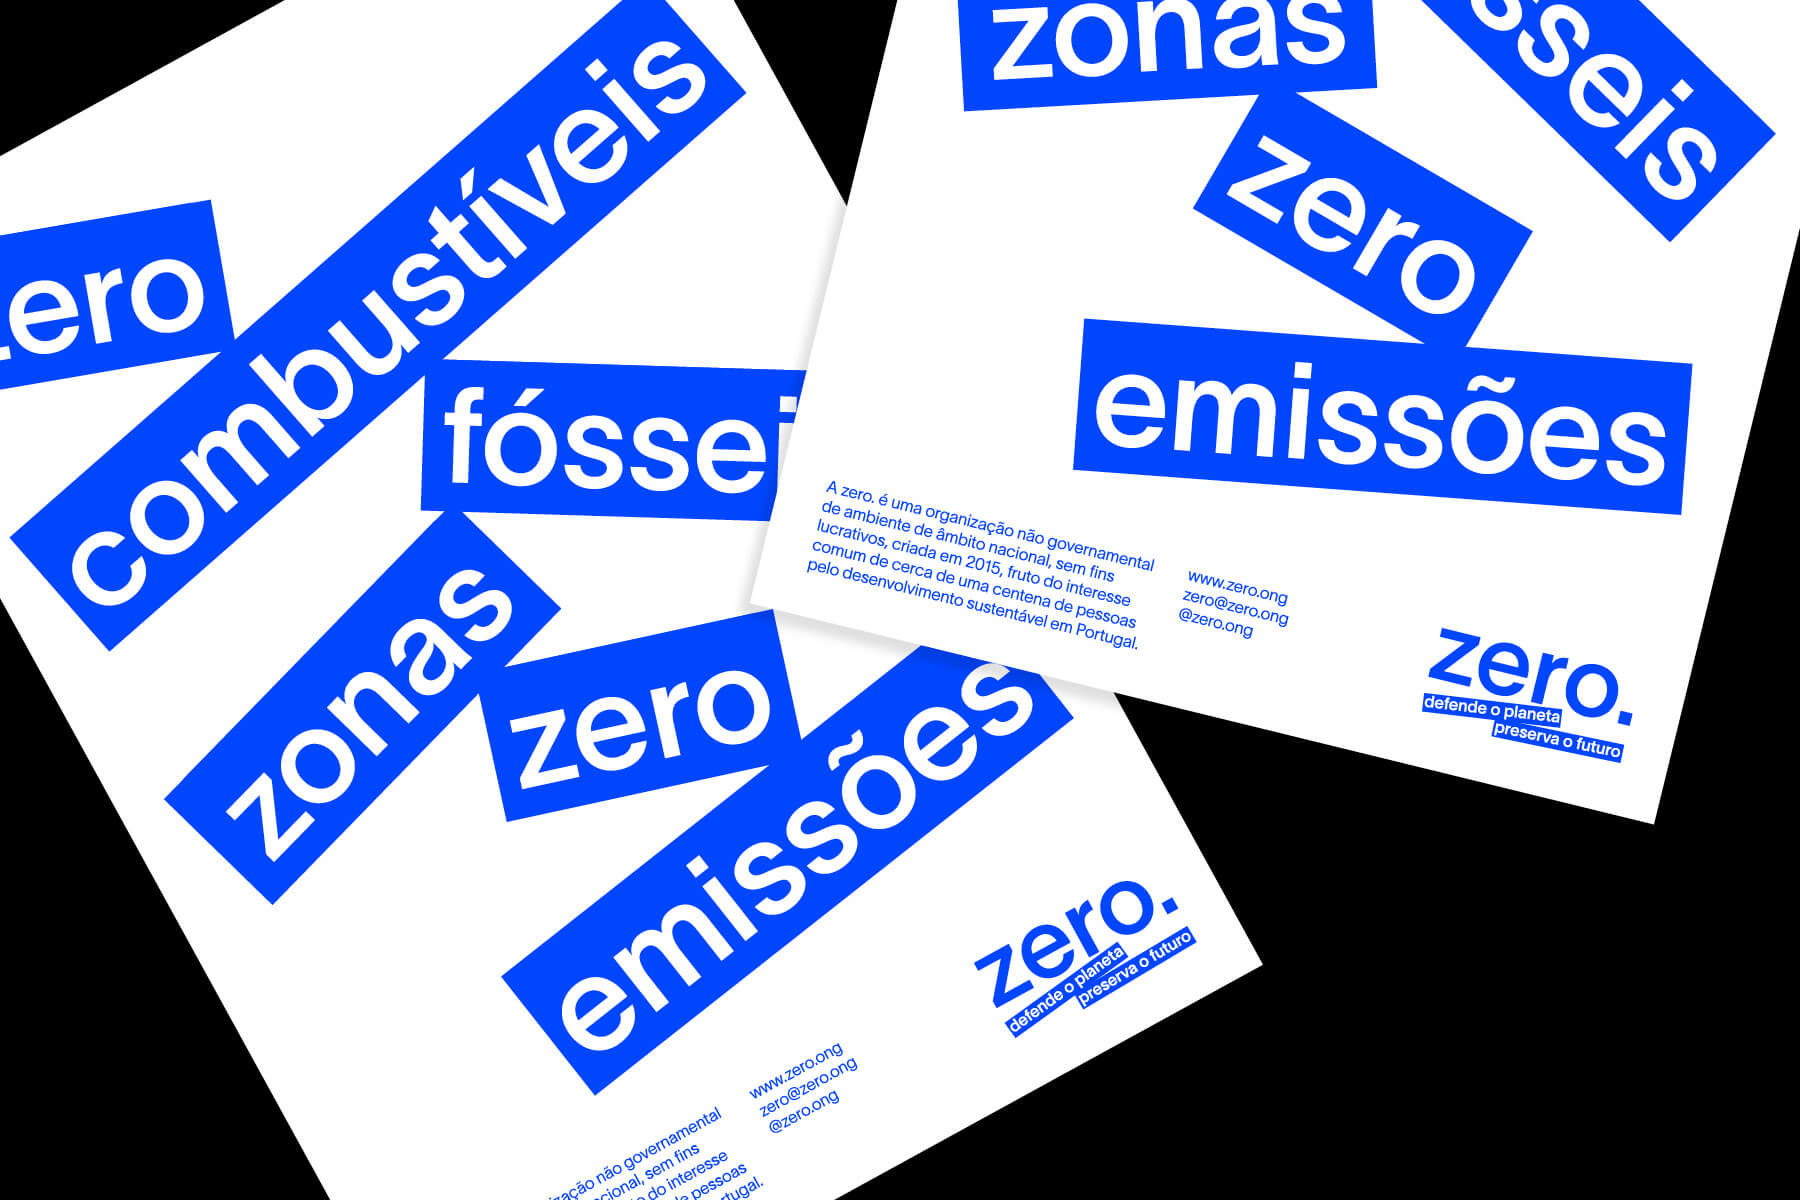 zero
combustíveis
fóssei
zonas
zero
emissões
www.zero.ong
zero@zero.ong
@zero.ong
não governamental
sem fins
do interesse
pessoas
zero.
defende o planeta
preserva o futuro
zonas
sseis
zero
emissões
A zero. é uma organização não governamental
de ambiente de âmbito nacional, sem fins
lucrativos, criada em 2015, fruto do interesse
comum de cerca de uma centena de pessoas
pelo desenvolvimento sustentável em Portugal.
www.zero.ong
zero@zero.ong
@zero.ong
zero.
defende o planeta
preserva o futuro